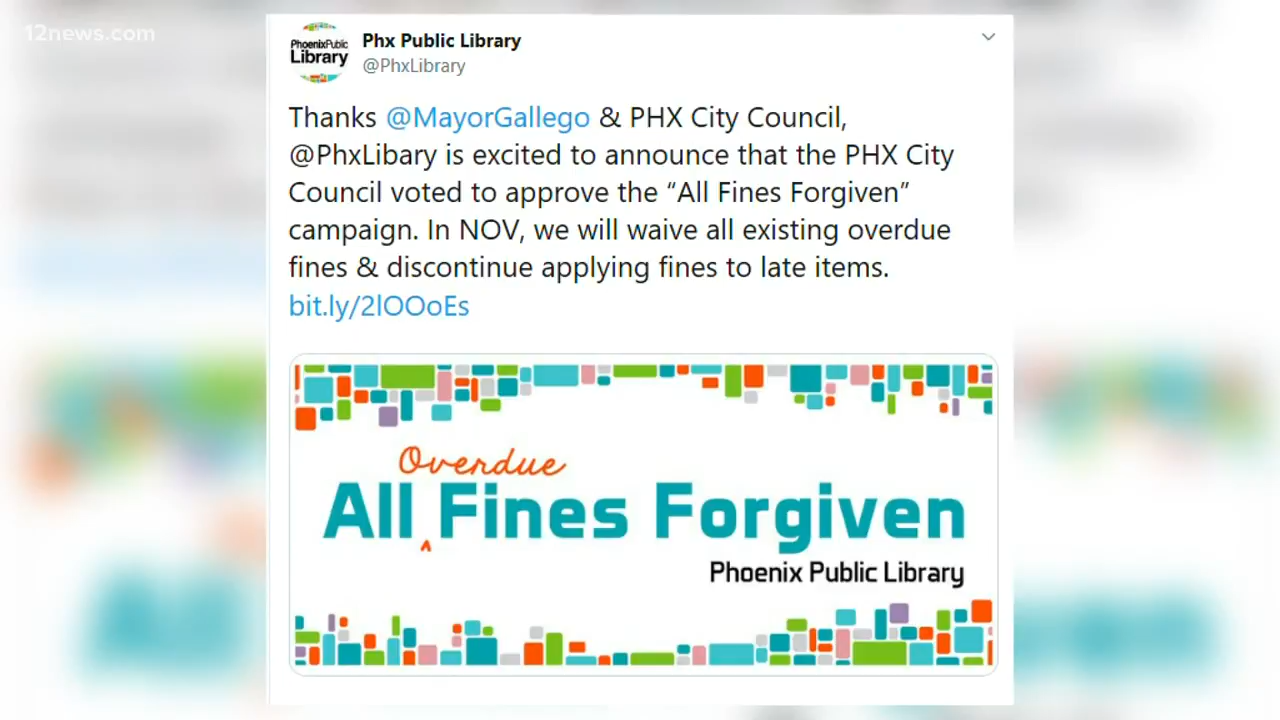 12news.com
PhoenixPublic
Library
Phx Public Library
@PhxLibrary
Thanks @MayorGallego & PHX City Council,
@PhxLibary is excited to announce that the PHX City
Council voted to approve the “All Fines Forgiven”
campaign. In NOV, we will waive all existing overdue
fines & discontinue applying fines to late items.
bit.ly/2lOOoEs
Overdue
All ^ Fines Forgiven
Phoenix Public Library